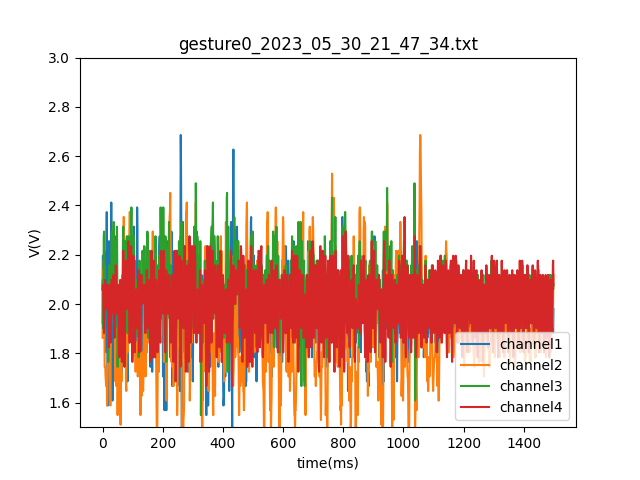 gesture0_2023_05_30_21_47_34.txt
V(V)
3.0
2.8
2.6
2.4
2.2
2.0
1.8
1.6
channel1
channel2
channel3
channel4
0 200 400 600 800 1000 1200 1400
time(ms)